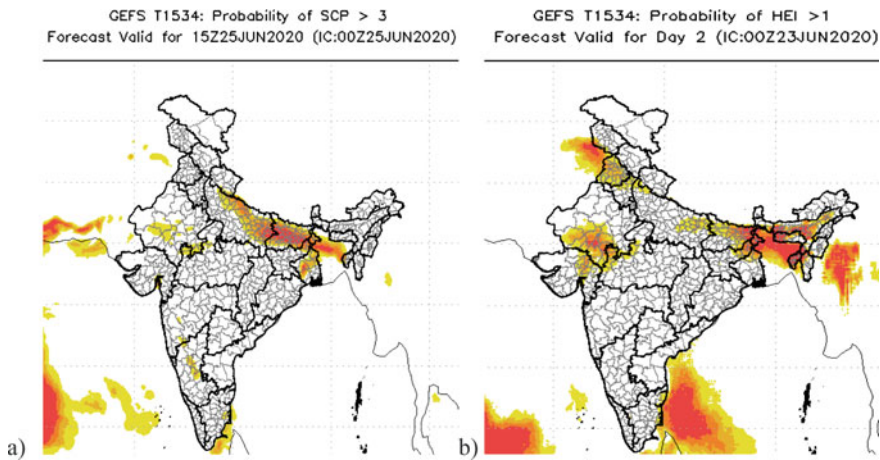 GEFS T1534: Probability of SCP > 3
Forecast Valid for 15Z25JUN2020 (IC:00Z25JUN2020)
GEFS T1534: Probability of HEI >1
Forecast Valid for Day 2 (IC:00Z23JUN2020)
a)
b)